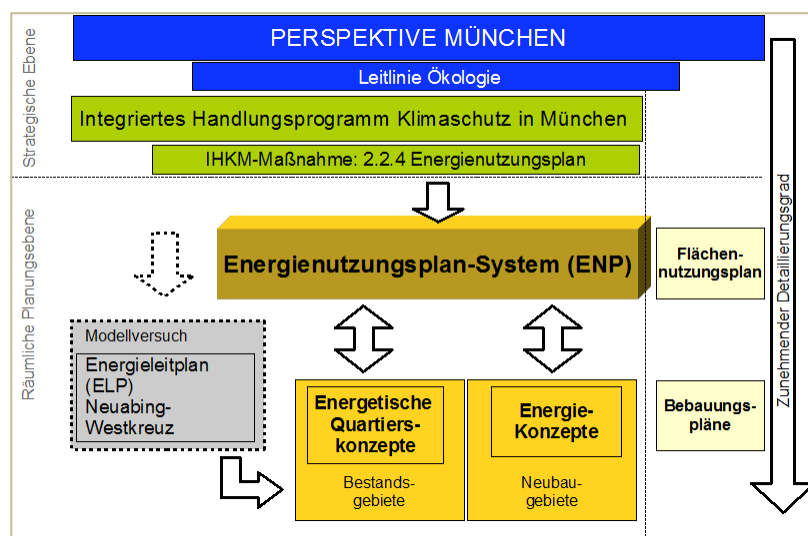 PERSPEKTIVE MÜNCHEN
Leitlinie Ökologie
Integriertes Handlungsprogramm Klimaschutz in München
IHKM-Maßnahme: 2.2.4 Energienutzungsplan
Strategische Ebene
Energienutzungsplan-System (ENP)
Flächen-
nutzungsplan
Räumliche Planungsebene
Modellversuch
Energieleitplan
(ELP)
Neuabing-
Westkreuz
Energetische
Quartiers-
konzepte
Bestands-
gebiete
Energie-
Konzepte
Neubau-
gebiete
Bebauungs-
pläne
Zunehmender Detaillierungsgrad